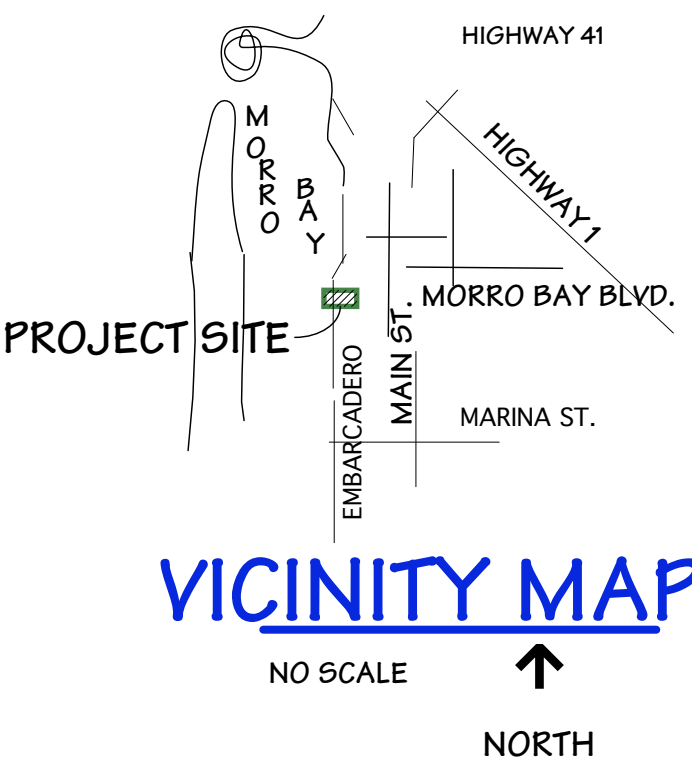 HIGHWAY 41
MORRO
BAY
HIGHWAY 1
MORRO BAY BLVD.
PROJECT SITE
MAIN ST.
EMBARCADERO
MARINA ST.
VICINITY MAP
NO SCALE
NORTH